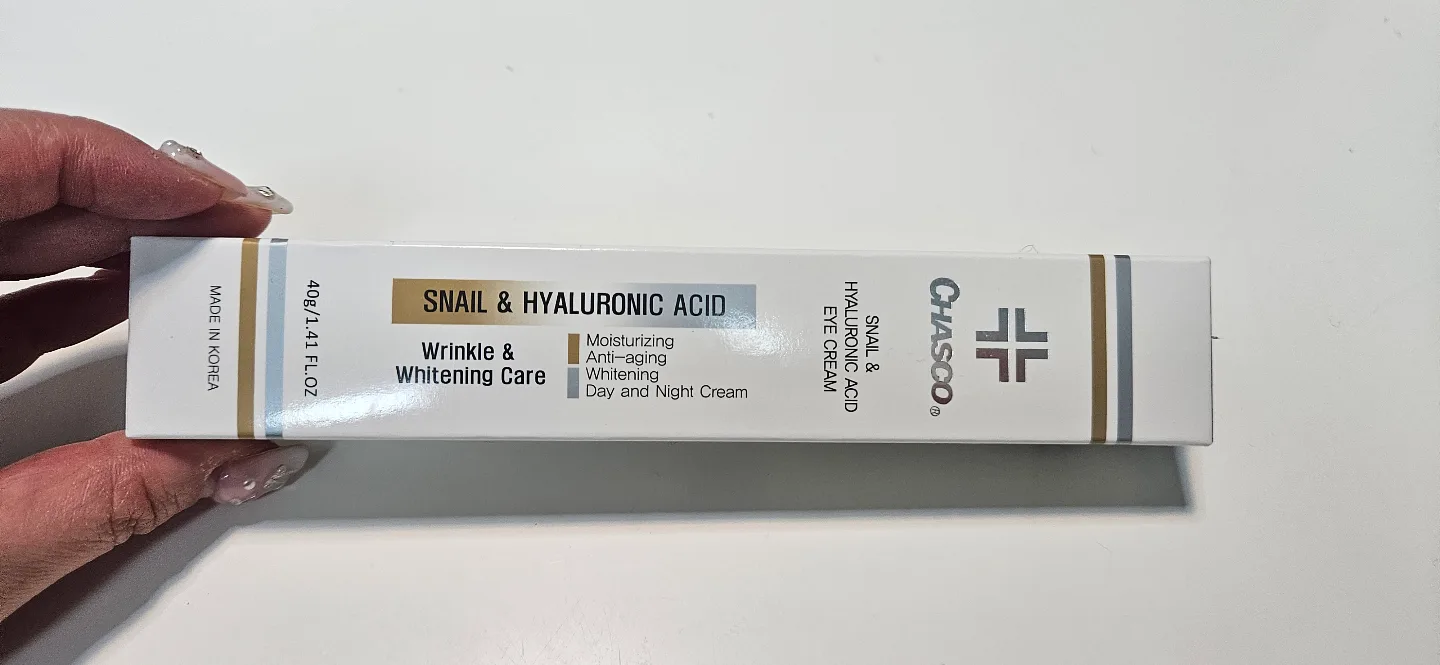 CHASCO®
SNAIL &
HYALURONIC ACID
EYE CREAM
SNAIL & HYALURONIC ACID
Wrinkle &
Whitening Care
Moisturizing
Anti-aging
Whitening
Day and Night Cream
40g/1.41 FL.OZ
MADE IN KOREA